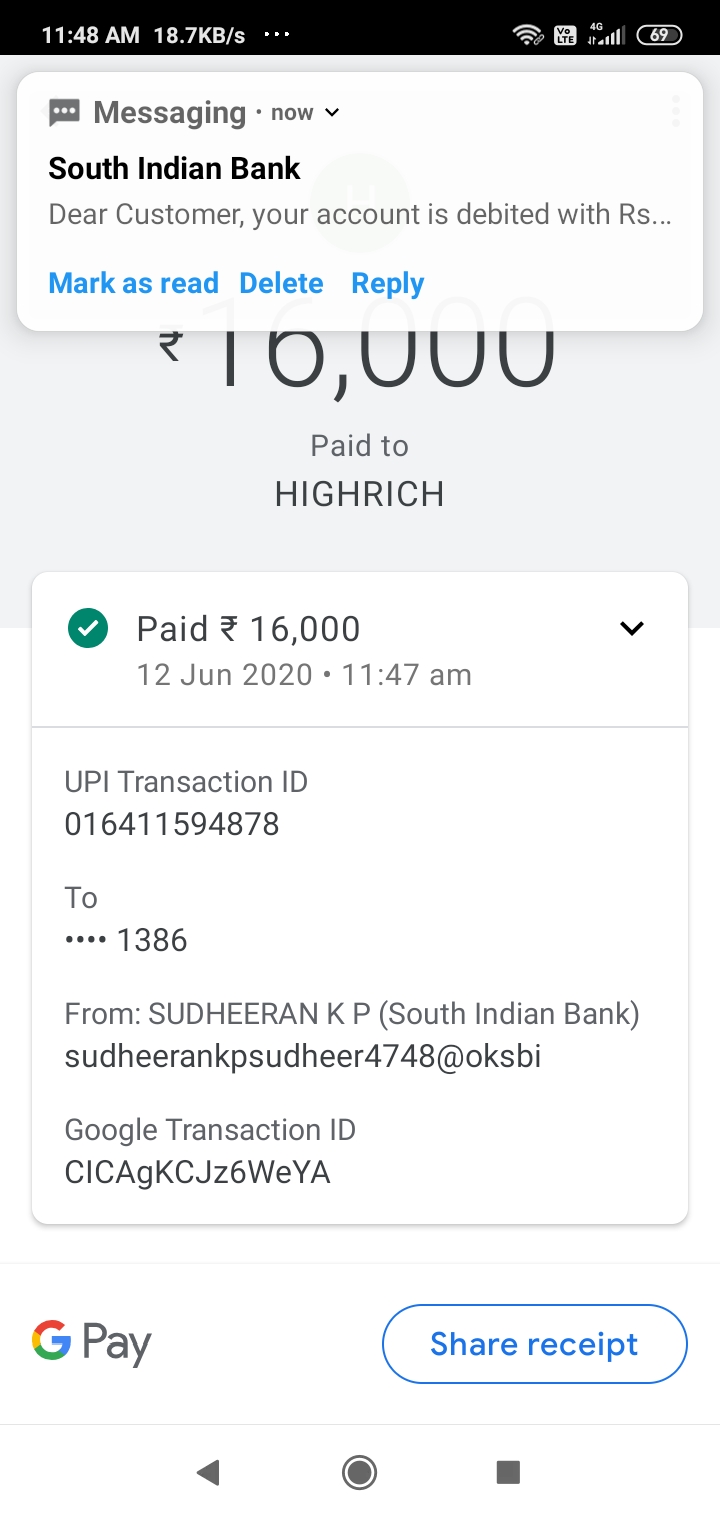 11:48 AM 18.7KB/s ...
Vo LTE 4G 69
Messaging · now
South Indian Bank
Dear Customer, your account is debited with Rs...
Mark as read Delete Reply
₹16,000
Paid to
HIGHRICH
Paid ₹ 16,000
12 Jun 2020 • 11:47 am
UPI Transaction ID
016411594878
To
•••• 1386
From: SUDHEERAN K P (South Indian Bank)
sudheerankpsudheer4748@oksbi
Google Transaction ID
CICAgKCJz6WeYA
G Pay Share receipt